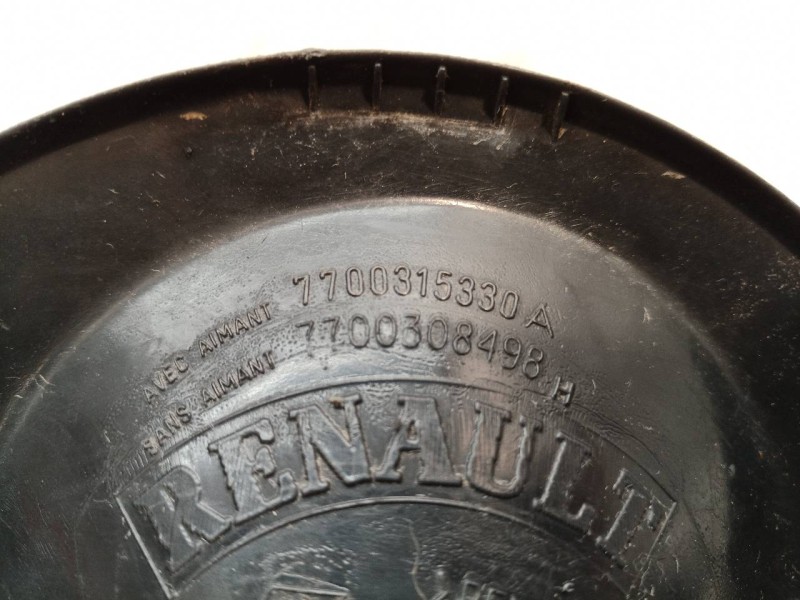 AVEC AIMANT 7700315330 A
SANS AIMANT 7700308498 H
RENAULT